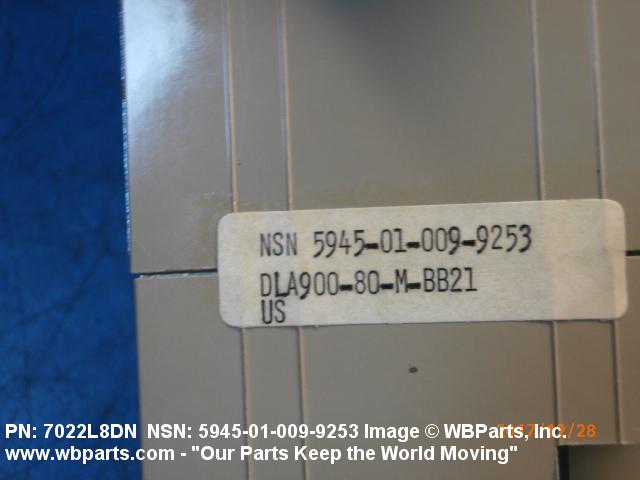 NSN 5945-01-009-9253
DLA900-80-M-BB21
US
PN: 7022L8DN NSN: 5945-01-009-9253 Image © WBParts, Inc.
www.wbparts.com - "Our Parts Keep the World Moving"